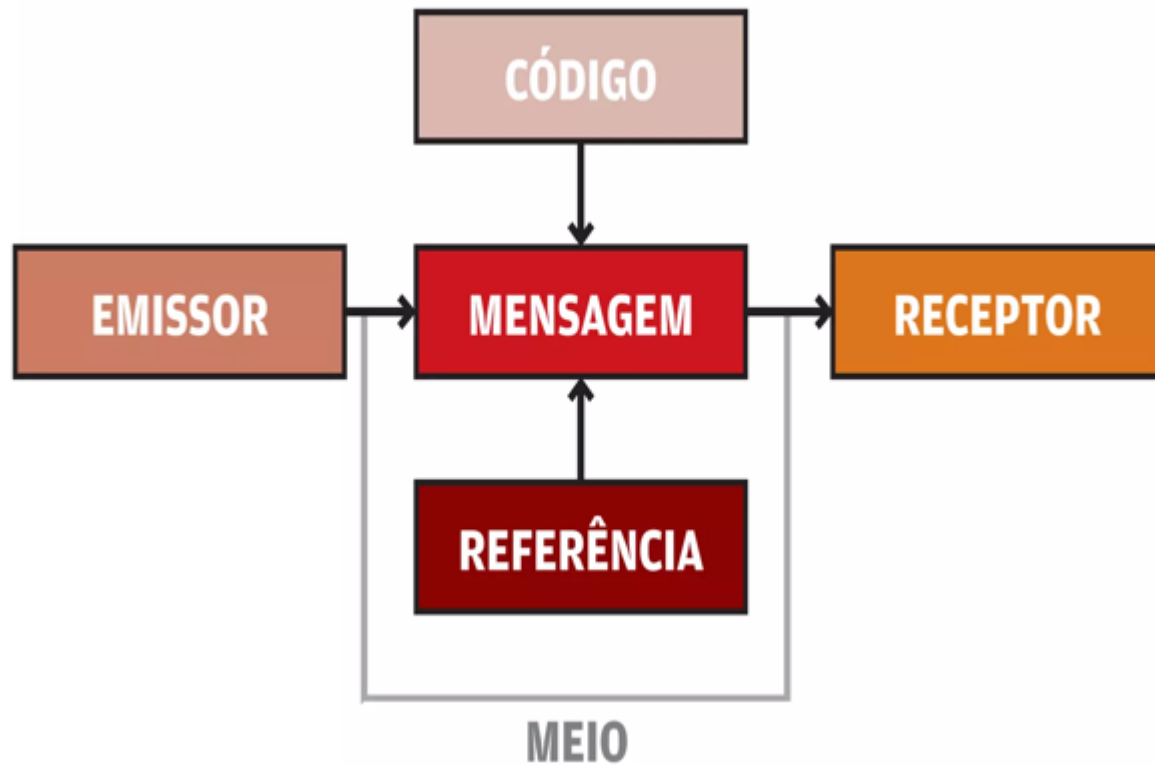 CÓDIGO
EMISSOR
MENSAGEM
RECEPTOR
REFERÊNCIA
MEIO